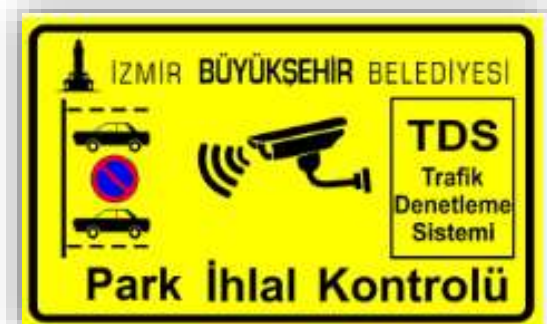 İZMİR BÜYÜKŞEHİR BELEDİYESİ
TDS
Trafik
Denetleme
Sistemi
Park İhlal Kontrolü